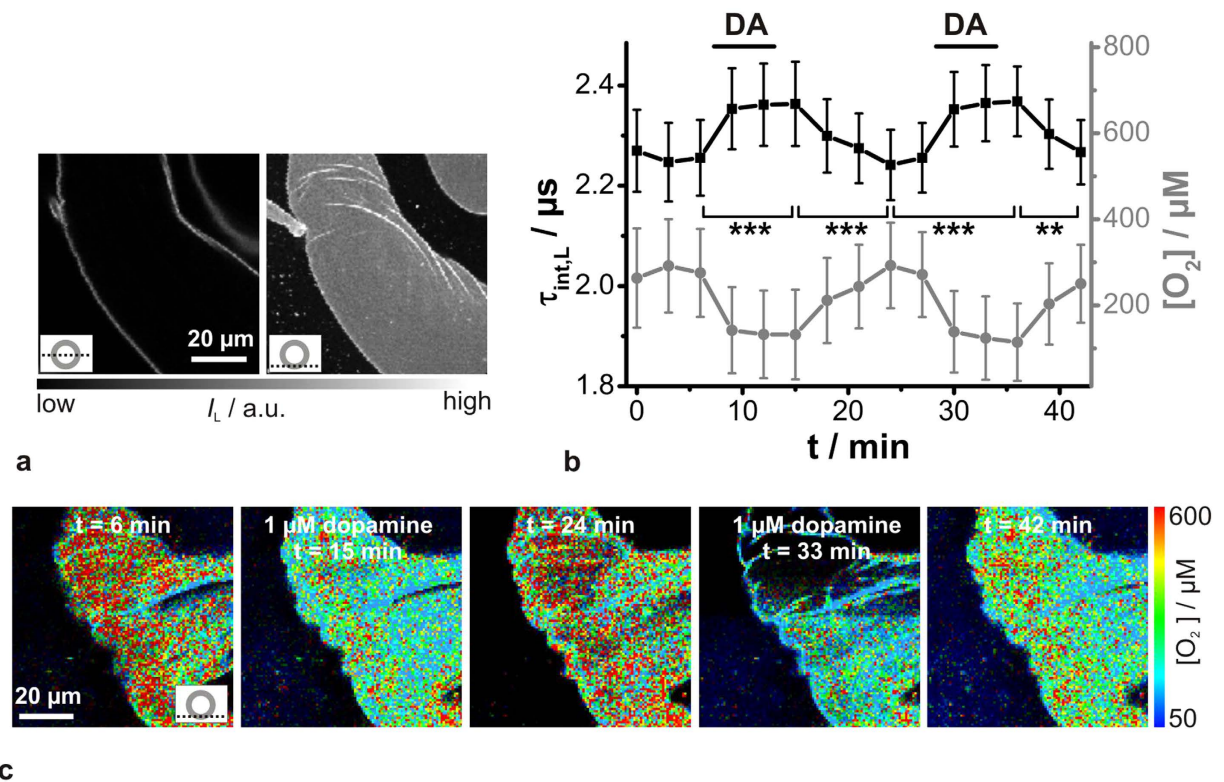 20 µm
low
I_L / a.u.
high
a
DA
DA
τ_int,L / µs
2.4
2.2
2.0
1.8
***
***
***
**
800
600
400
200
[O₂] / µM
0
10
20
30
40
t / min
b
t = 6 min
20 µm
1 µM dopamine
t = 15 min
t = 24 min
1 µM dopamine
t = 33 min
t = 42 min
600
[O₂] / µM
50
c